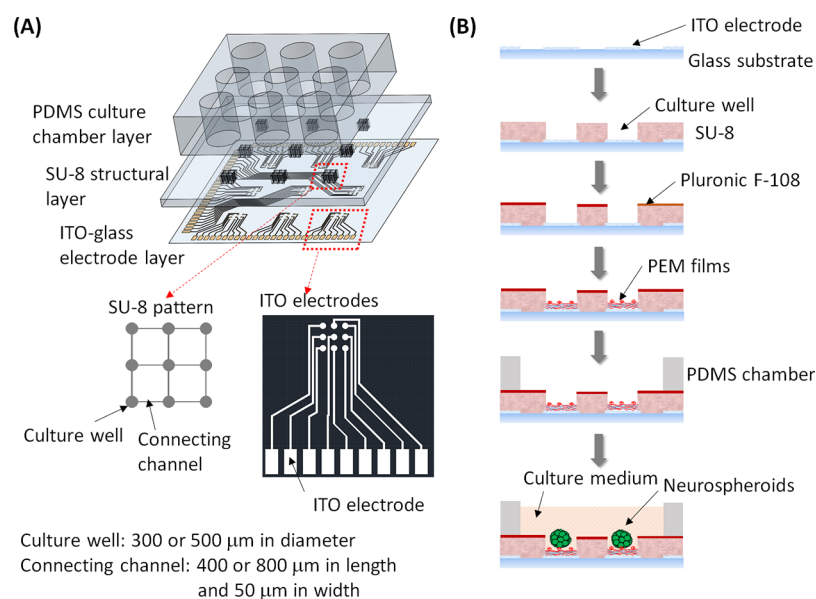 (A)
PDMS culture
chamber layer
SU-8 structural
layer
ITO-glass
electrode layer
SU-8 pattern
Culture well
Connecting
channel
ITO electrodes
ITO electrode
Culture well: 300 or 500 μm in diameter
Connecting channel: 400 or 800 μm in length
and 50 μm in width
(B)
ITO electrode
Glass substrate
Culture well
SU-8
Pluronic F-108
PEM films
PDMS chamber
Culture medium
Neurospheroids